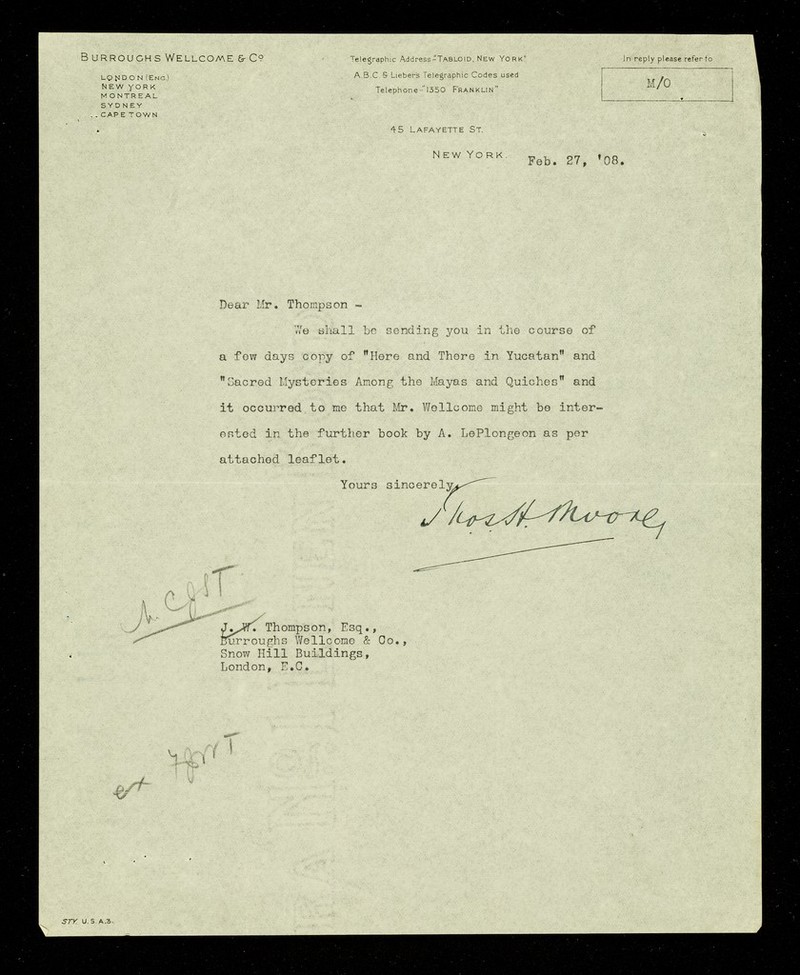 BURROUGHS WELLCOME & Co
LONDON (ENG.)
NEW YORK
MONTREAL
SYDNEY
CAPE TOWN
Telegraphic Address-"TABLOID, NEW YORK"
A.B.C. & Lieber's Telegraphic Codes used
Telephone-"1350 FRANKLIN"
In reply please refer to
M/O
45 LAFAYETTE ST.
NEW YORK. Feb. 27, '08.
Dear Mr. Thompson -
We shall be sending you in the course of
a few days copy of "Here and There in Yucatan" and
"Sacred Mysteries Among the Mayas and Quiches" and
it occurred to me that Mr. Wellcome might be inter-
ested in the further book by A. LePlongeon as per
attached leaflet.
Yours sincerely,
Thos. H. Moore
J. W. Thompson, Esq.,
Burroughs Wellcome & Co.,
Snow Hill Buildings,
London, E.C.
STY. U.S.A.